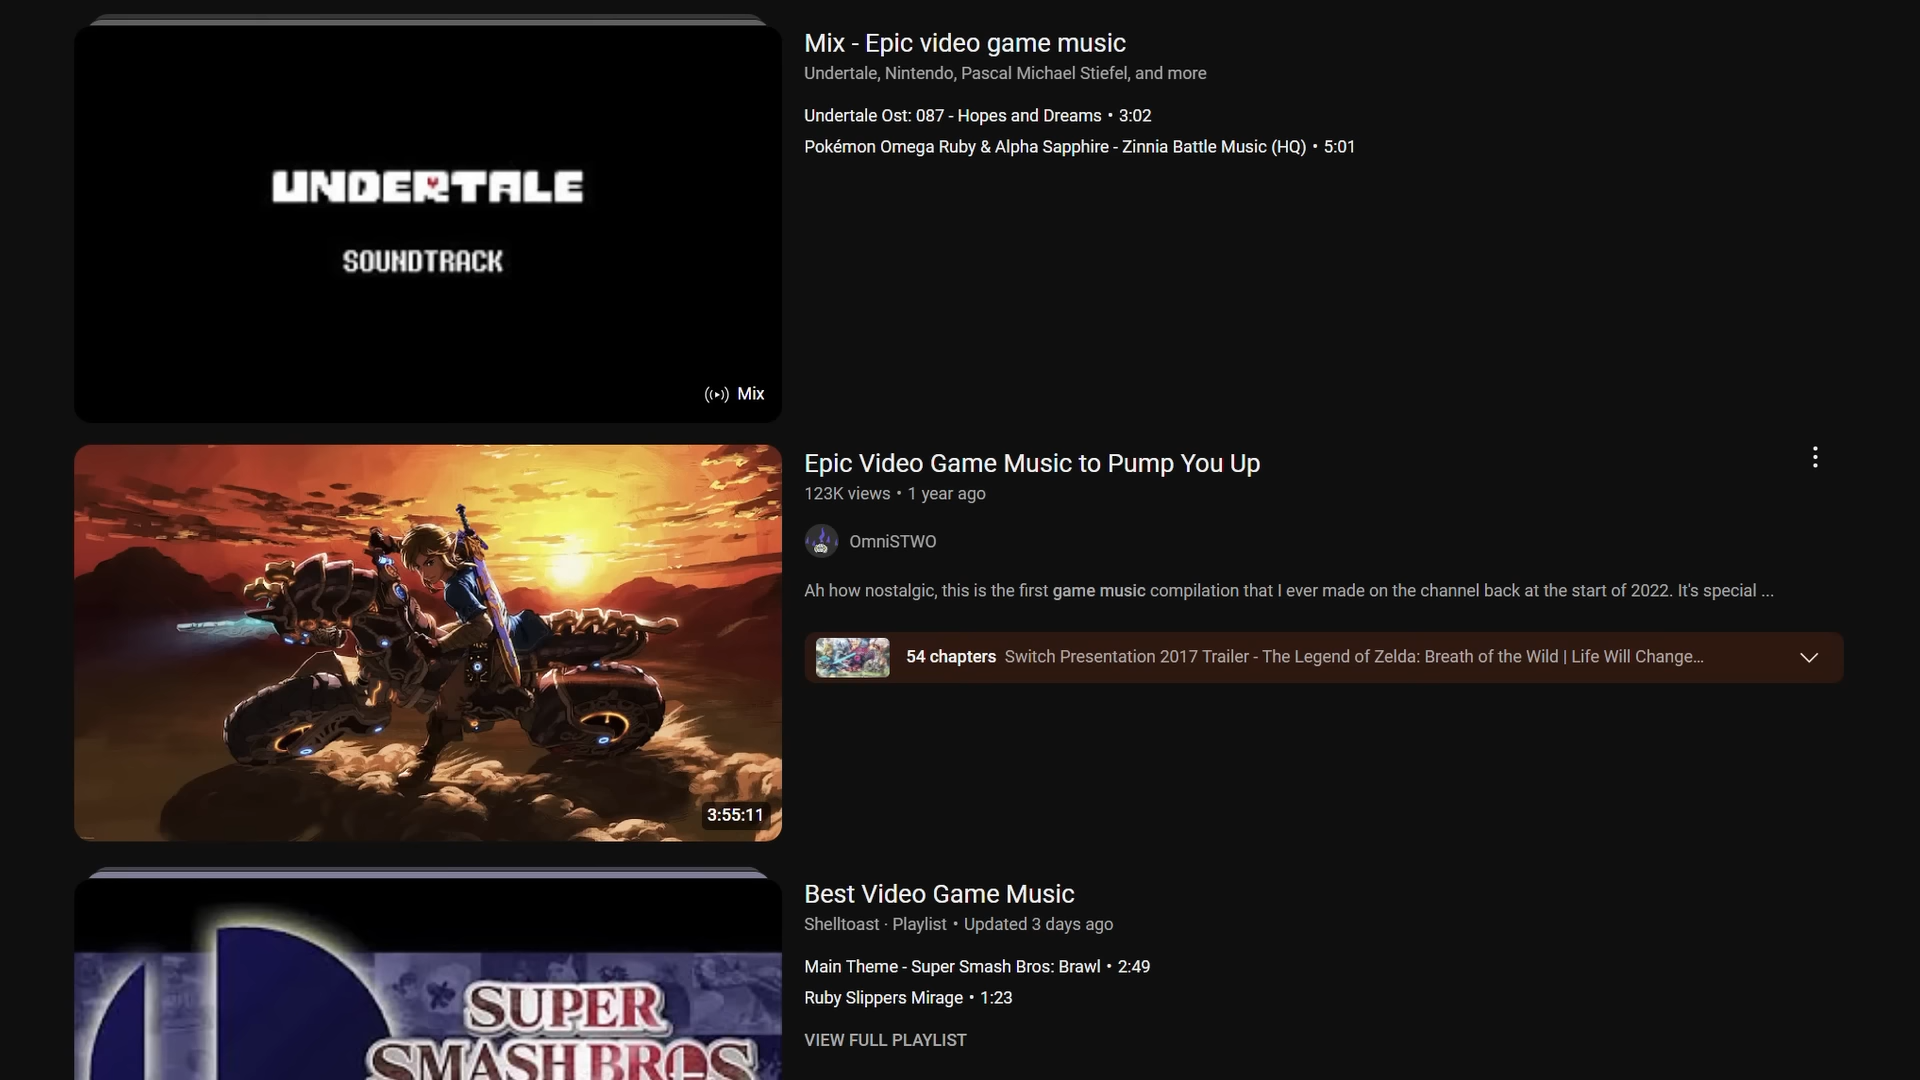 Mix - Epic video game music
Undertale, Nintendo, Pascal Michael Stiefel, and more
Undertale Ost: 087 - Hopes and Dreams • 3:02
Pokémon Omega Ruby & Alpha Sapphire - Zinnia Battle Music (HQ) • 5:01
UNDERTALE
SOUNDTRACK
Mix
Epic Video Game Music to Pump You Up
123K views • 1 year ago
OmniSTWO
Ah how nostalgic, this is the first game music compilation that I ever made on the channel back at the start of 2022. It's special ...
54 chapters Switch Presentation 2017 Trailer - The Legend of Zelda: Breath of the Wild | Life Will Change...
3:55:11
Best Video Game Music
Shelltoast · Playlist • Updated 3 days ago
Main Theme - Super Smash Bros: Brawl • 2:49
Ruby Slippers Mirage • 1:23
VIEW FULL PLAYLIST
SUPER
SMASH BROS